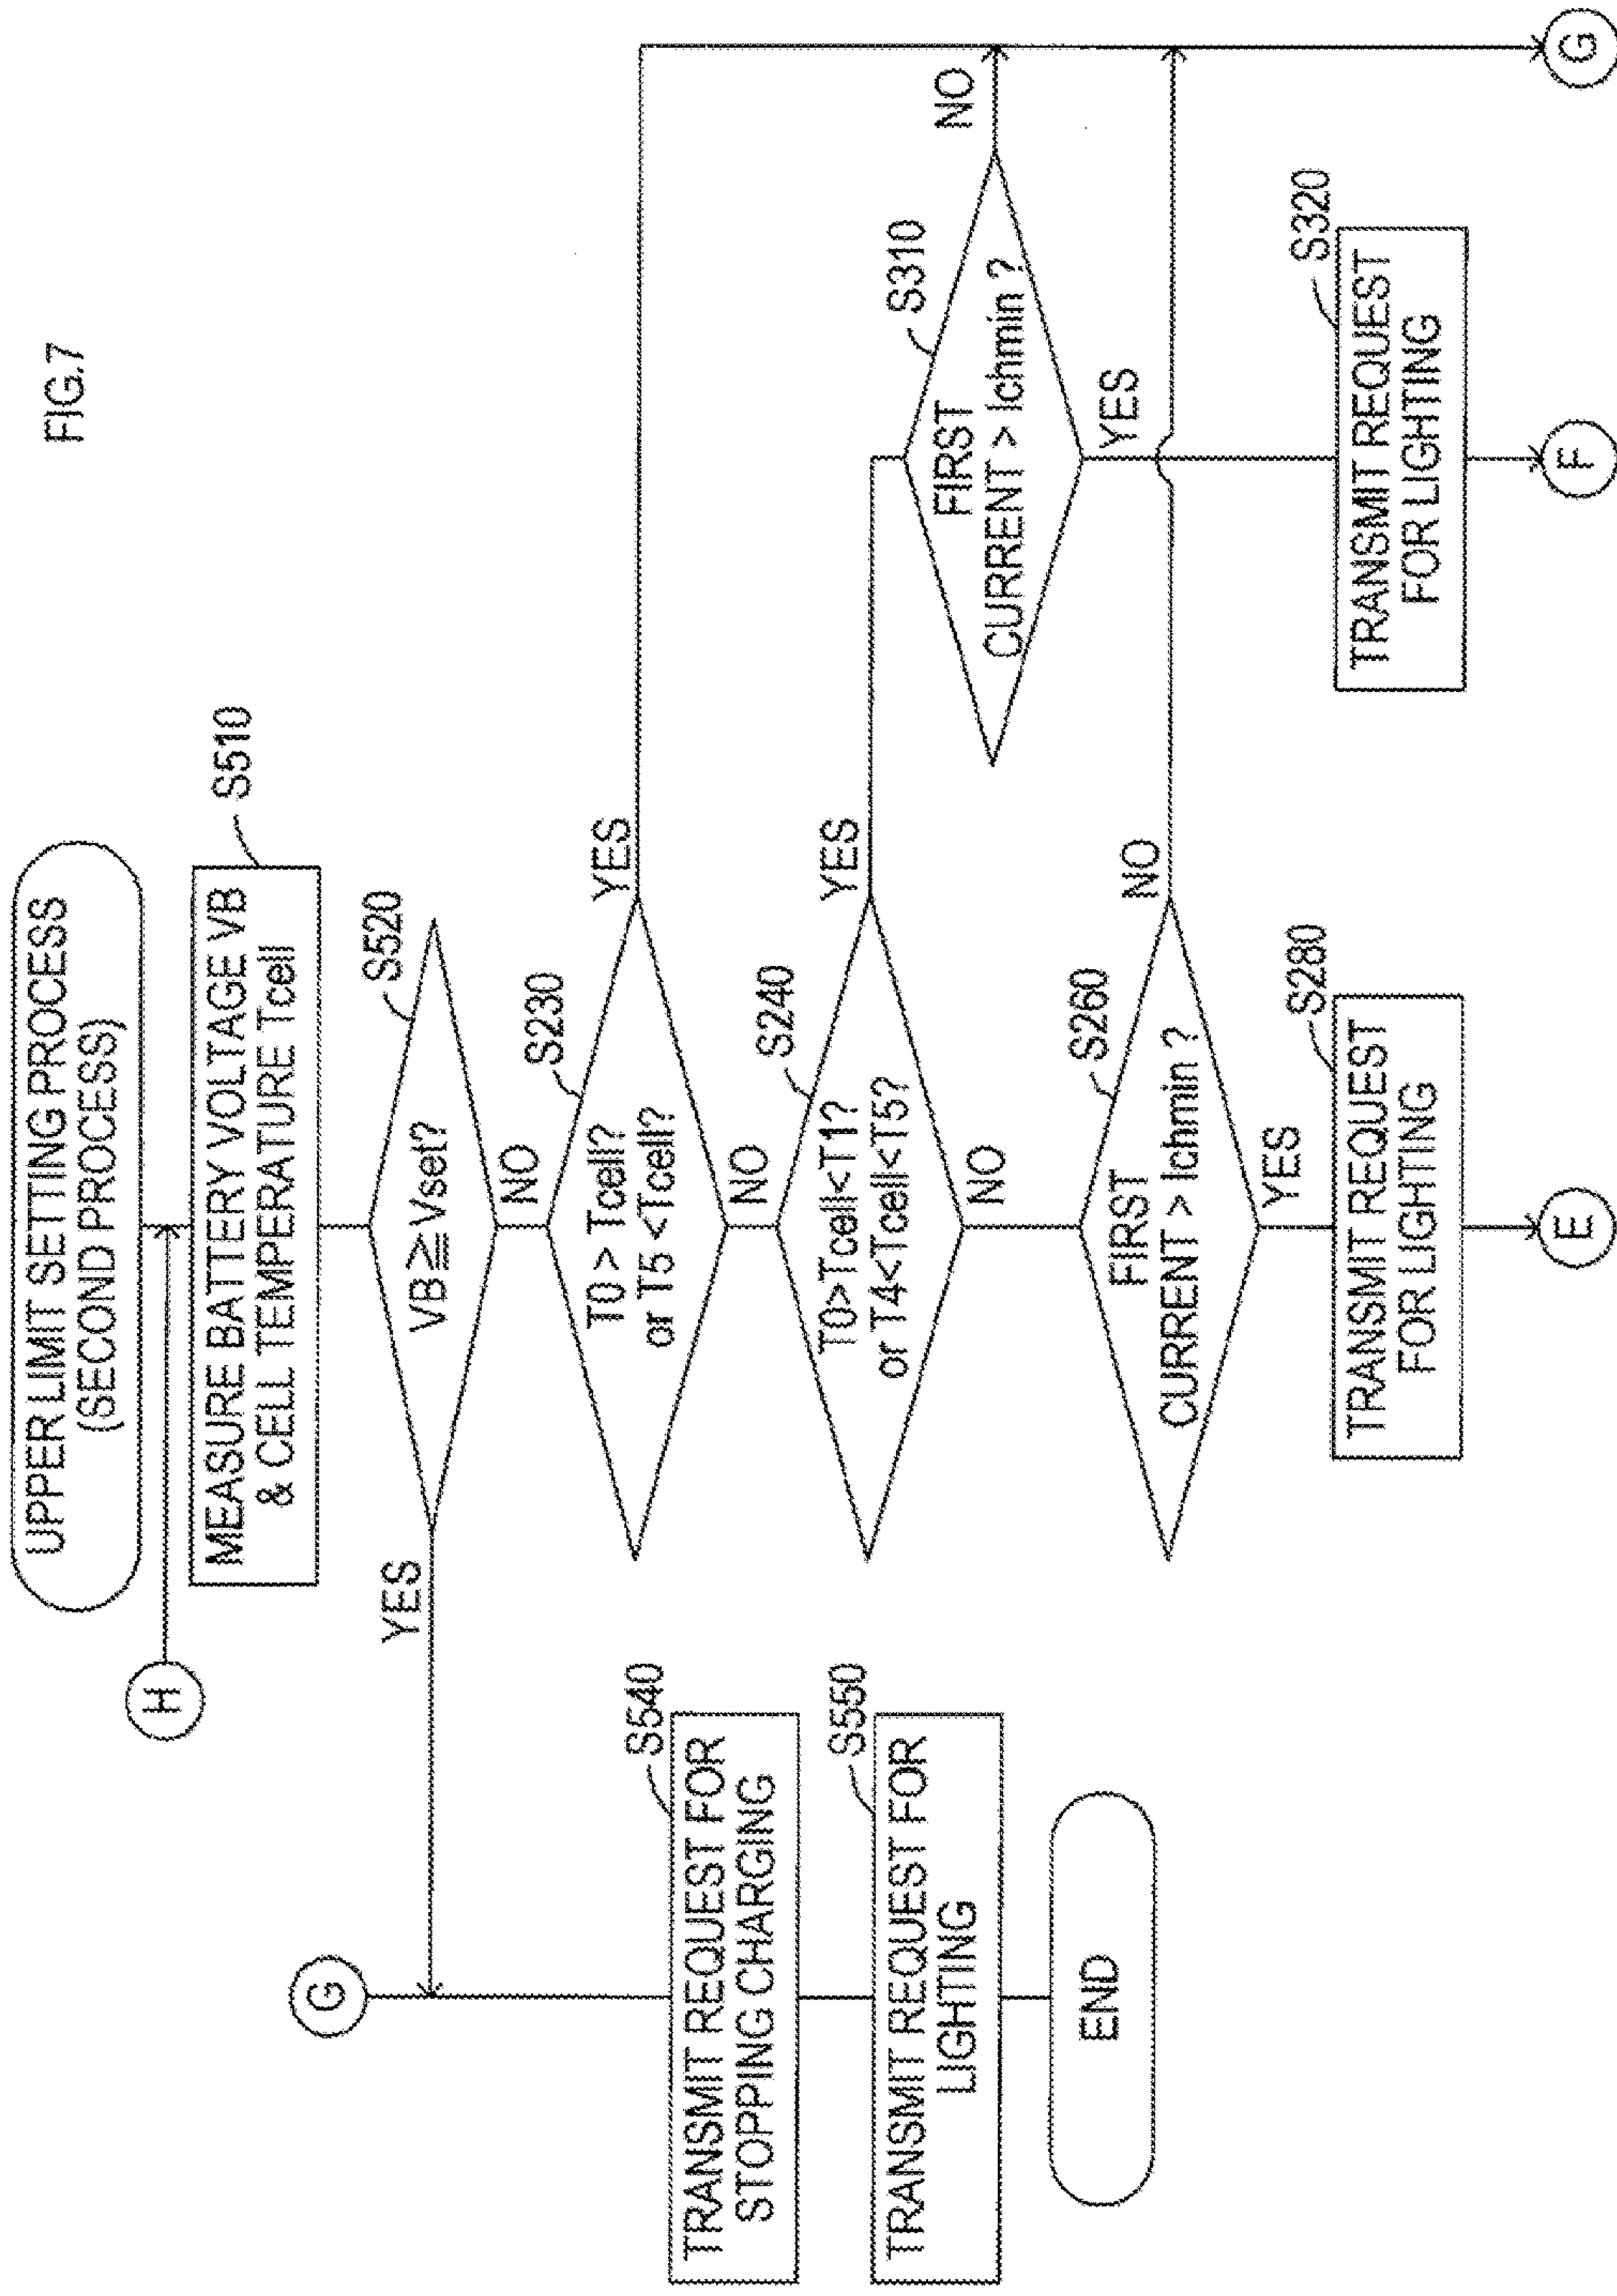 FIG.7
UPPER LIMIT SETTING PROCESS
(SECOND PROCESS)
H
S510
MEASURE BATTERY VOLTAGE VB
& CELL TEMPERATURE Tcell
S520
VB≧Vset?
YES
NO
G
S230
T0 > Tcell?
or T5 <Tcell?
YES
NO
S540
TRANSMIT REQUEST FOR
STOPPING CHARGING
S240
T0>Tcell<T1?
or T4<Tcell<T5?
YES
NO
S550
TRANSMIT REQUEST FOR
LIGHTING
S310
FIRST
CURRENT > Ichmin ?
NO
YES
END
S260
FIRST
CURRENT > Ichmin ?
NO
YES
S280
TRANSMIT REQUEST
FOR LIGHTING
S320
TRANSMIT REQUEST
FOR LIGHTING
E
F
G